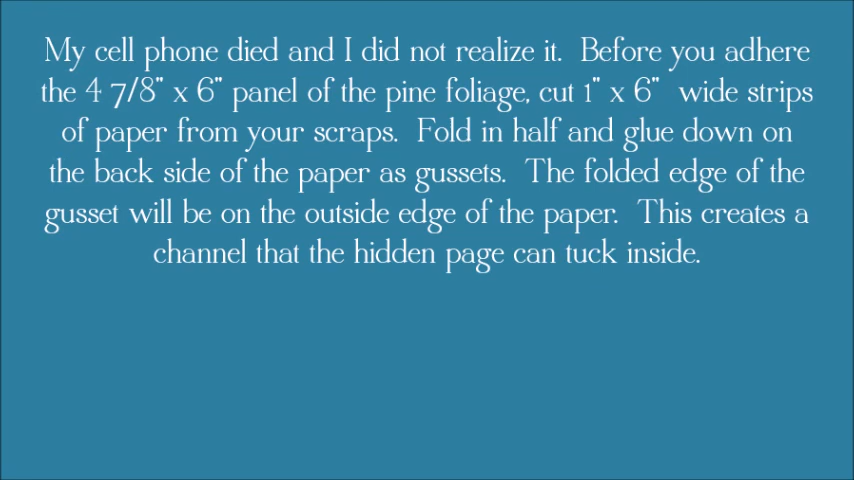 My cell phone died and I did not realize it.  Before you adhere
the 4 7/8" x 6" panel of the pine foliage, cut 1" x 6"  wide strips
of paper from your scraps.  Fold in half and glue down on
the back side of the paper as gussets.  The folded edge of the
gusset will be on the outside edge of the paper.  This creates a
channel that the hidden page can tuck inside.